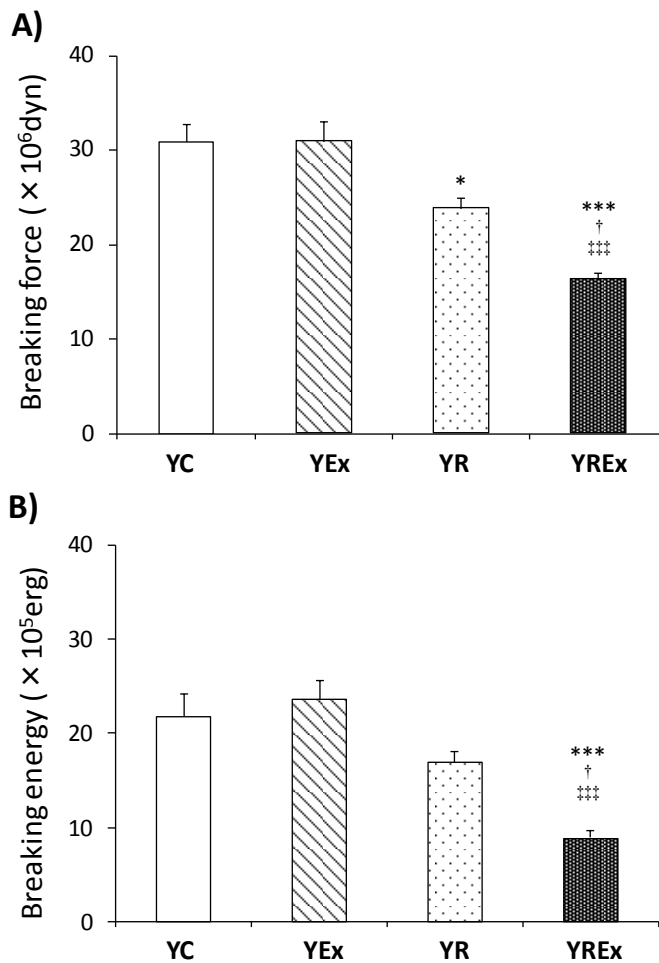 A)
Breaking force (×10⁶dyn)
40
30
20
10
0
*
***
†
‡‡‡
YC YEx YR YREx
B)
Breaking energy (×10⁵erg)
40
30
20
10
0
***
†
‡‡‡
YC YEx YR YREx